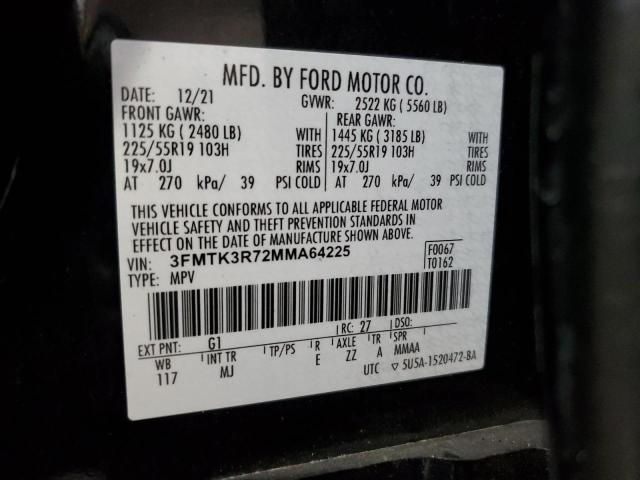 MFD. BY FORD MOTOR CO.
DATE: 12/21 GVWR: 2522 KG ( 5560 LB)
FRONT GAWR: REAR GAWR:
1125 KG ( 2480 LB) WITH 1445 KG ( 3185 LB) WITH
225/55R19 103H TIRES 225/55R19 103H TIRES
19x7.0J RIMS 19x7.0J RIMS
AT 270 kPa/ 39 PSI COLD AT 270 kPa/ 39 PSI COLD
THIS VEHICLE CONFORMS TO ALL APPLICABLE FEDERAL MOTOR
VEHICLE SAFETY AND THEFT PREVENTION STANDARDS IN
EFFECT ON THE DATE OF MANUFACTURE SHOWN ABOVE.
VIN: 3FMTK3R72MMA64225 F0067
TYPE: MPV T0162
EXT PNT: G1 RC: 27 DSO:
WB INT TR TP/PS R AXLE TR SPR
117 MJ E ZZ A MMAA
UTC ▽ 5U5A-1520472-BA